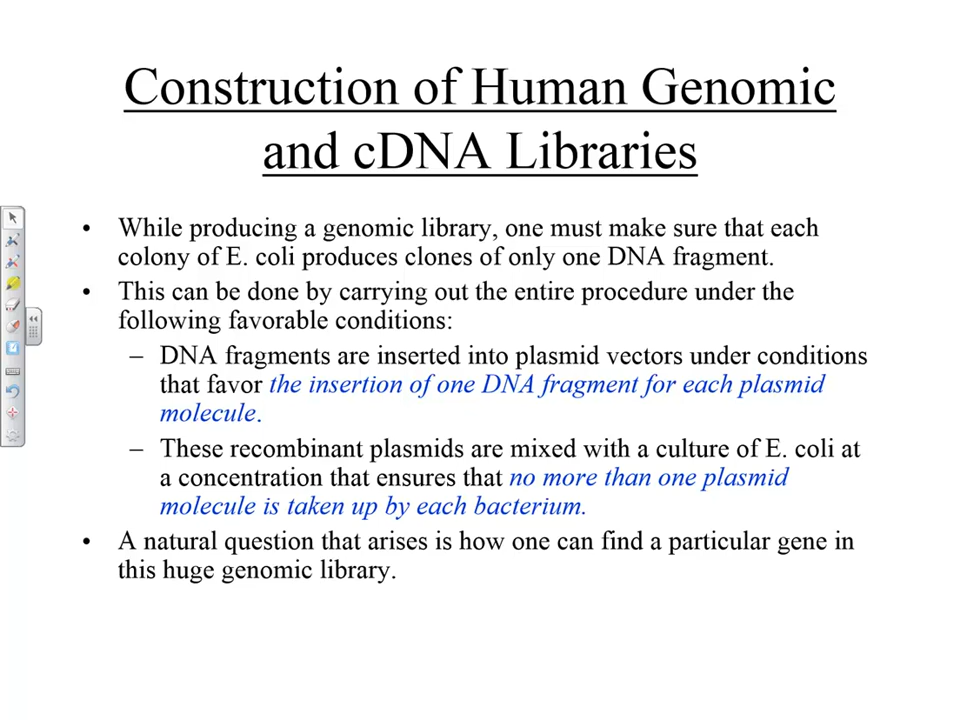 Construction of Human Genomic
and cDNA Libraries
• While producing a genomic library, one must make sure that each
colony of E. coli produces clones of only one DNA fragment.
• This can be done by carrying out the entire procedure under the
following favorable conditions:
– DNA fragments are inserted into plasmid vectors under conditions
that favor the insertion of one DNA fragment for each plasmid
molecule.
– These recombinant plasmids are mixed with a culture of E. coli at
a concentration that ensures that no more than one plasmid
molecule is taken up by each bacterium.
• A natural question that arises is how one can find a particular gene in
this huge genomic library.